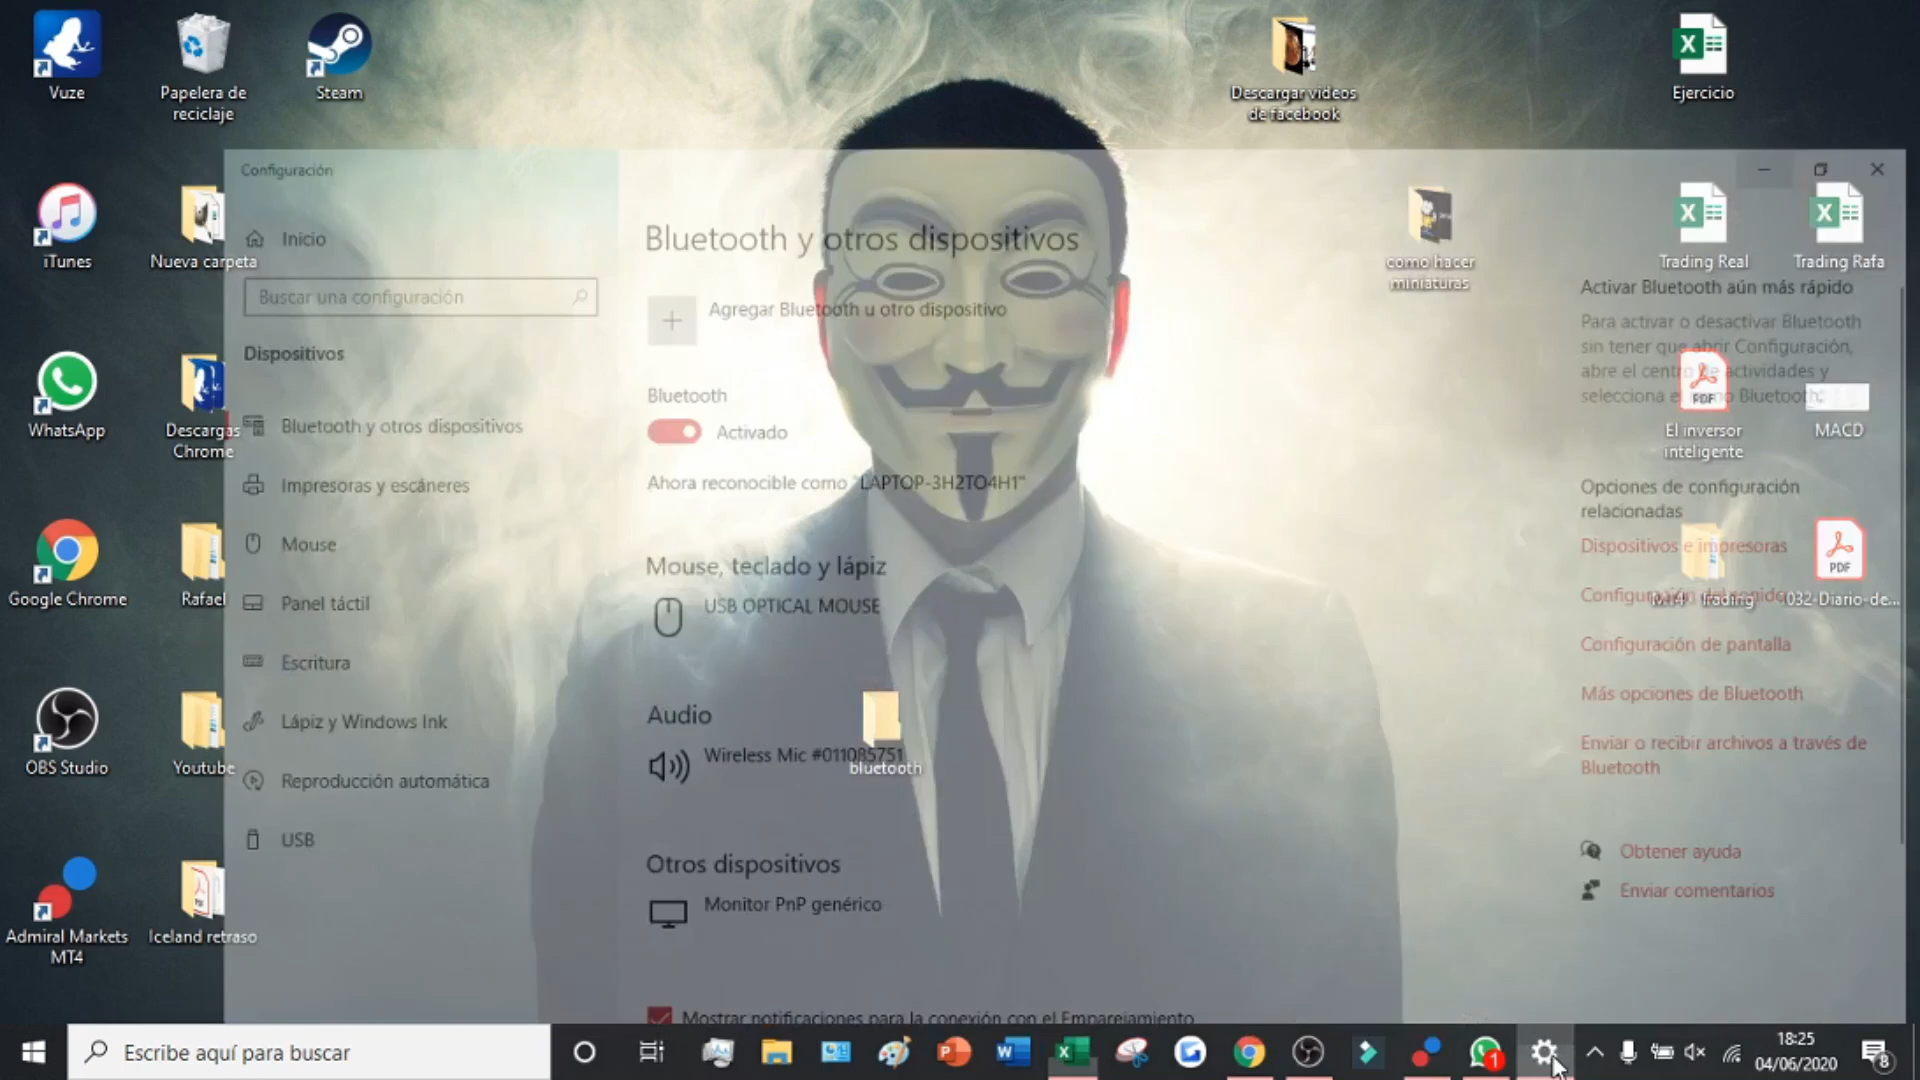 Vuze
Papelera de
reciclaje
Steam
Descargar videos
de facebook
Ejercicio
iTunes
Nueva carpeta
como hacer
miniaturas
Trading Real
Trading Rafa
WhatsApp
Descargas
Chrome
El inversor
inteligente
MACD
Google Chrome
Rafael
Trading
032-Diario-de...
OBS Studio
Youtube
bluetooth
Admiral Markets
MT4
Iceland retraso
PDF
PDF
Configuración
Inicio
Buscar una configuración
Dispositivos
Bluetooth y otros dispositivos
Impresoras y escáneres
Mouse
Panel táctil
Escritura
Lápiz y Windows Ink
Reproducción automática
USB
Bluetooth y otros dispositivos
Agregar Bluetooth u otro dispositivo
Bluetooth
Activado
Ahora reconocible como "LAPTOP-3H2TO4H1"
Mouse, teclado y lápiz
USB OPTICAL MOUSE
Audio
Wireless Mic #011085751
Otros dispositivos
Monitor PnP genérico
Mostrar notificaciones para la conexión con el Emparejamiento
Activar Bluetooth aún más rápido
Para activar o desactivar Bluetooth
sin tener que abrir Configuración,
abre el centro de actividades y
selecciona el Bluetooth.
Opciones de configuración
relacionadas
Dispositivos e impresoras
Configuración del sonido
Configuración de pantalla
Más opciones de Bluetooth
Enviar o recibir archivos a través de
Bluetooth
Obtener ayuda
Enviar comentarios
Escribe aquí para buscar
1
18:25
04/06/2020
8